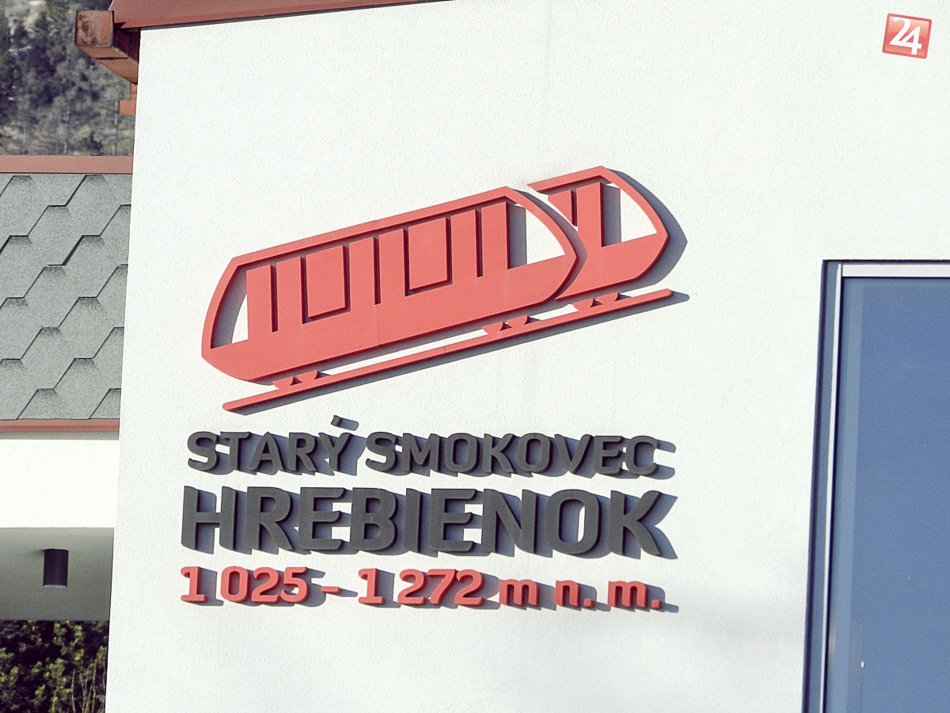 24
STARÝ SMOKOVEC
HREBIENOK
1 025 - 1 272 m n. m.